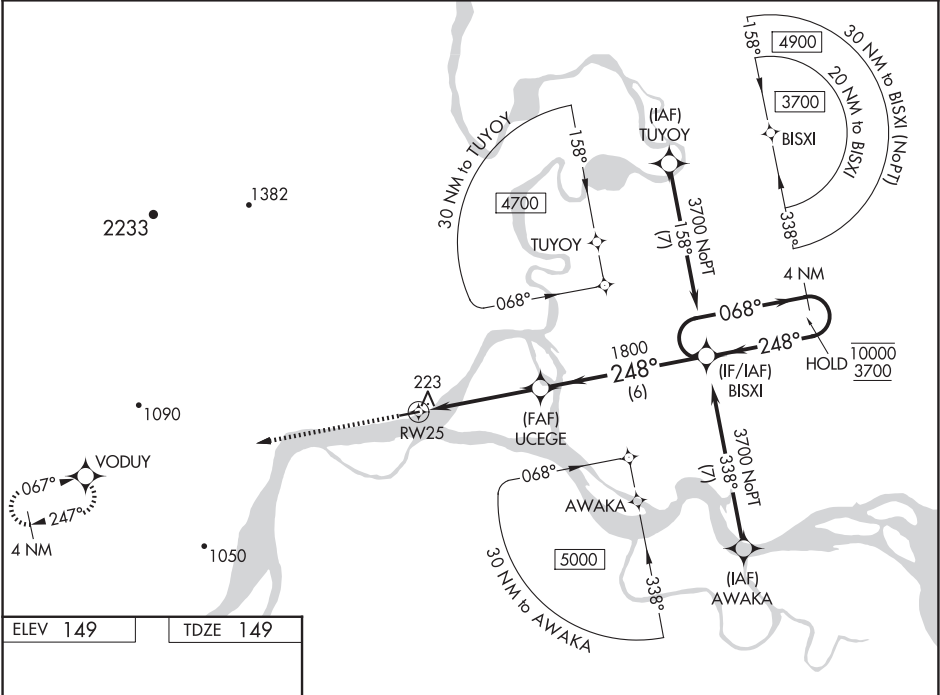 158°
4900
30 NM to BISXI (NoPT)
20 NM to BISXI
3700
BISXI
338°
(IAF)
TUYOY
30 NM to TUYOY
158°
4700
TUYOY
068°
3700 NoPT
158°
(7)
1382
2233
4 NM
068°
248°
HOLD
10000
3700
(IF/IAF)
BISXI
1800
248°
(6)
(FAF)
UCEGE
223
RW25
1090
VODUY
067°
247°
4 NM
1050
3700 NoPT
338°
(7)
068°
AWAKA
5000
338°
30 NM to AWAKA
(IAF)
AWAKA
ELEV 149
TDZE 149